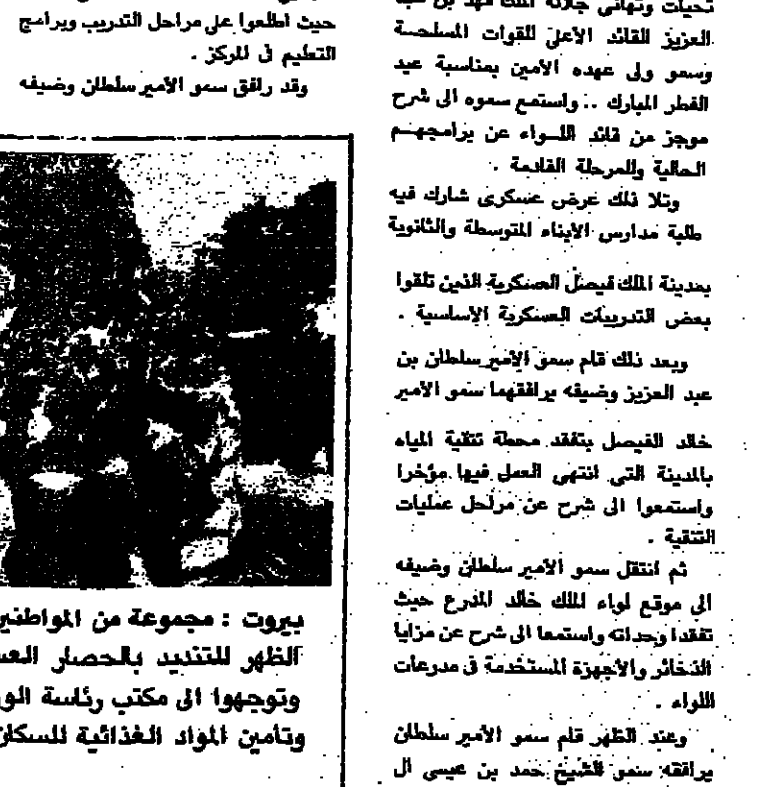 تحيات وتهاني جلالة الملك فهد بن عبد
العزيز القائد الأعلى للقوات المسلحة
وسمو ولى عهده الأمين بمناسبة عيد
الفطر المبارك .. واستمع سموه الى شرح
موجز من قائد اللواء عن برامجهم
الحالية وللمرحلة القادمة .
وتلا ذلك عرض عسكرى شارك فيه
طلبة مدارس الأبناء المتوسطة والثانوية
بمدينة الملك فيصل العسكرية الذين تلقوا
بعض التدريبات العسكرية الأساسية .
وبعد ذلك قام سمو الأمير سلطان بن
عبد العزيز وضيفه يرافقهما سمو الأمير
خالد الفيصل بتفقد محطة تنقية المياه
بالمدينة التي انتهى العمل فيها مؤخرا
واستمعوا الى شرح عن مراحل عمليات
التنقية .
ثم انتقل سمو الأمير سلطان وضيفه
الى موقع لواء الملك خالد المدرع حيث
تفقدا وحداته واستمعا الى شرح عن مزايا
الذخائر والأجهزة المستخدمة في مدرعات
اللواء .
وعند الظهر قام سمو الأمير سلطان
يرافقه سمو الشيخ حمد بن عيسى ال
حيث اطلعوا على مراحل التدريب وبرامج
التعليم في المركز .
وقد رافق سمو الأمير سلطان وضيفه
بيروت : مجموعة من المواطنين
الظهر للتنديد بالحصار
وتوجهوا الى مكتب رئاسة
وتأمين المواد الغذائية للسكان